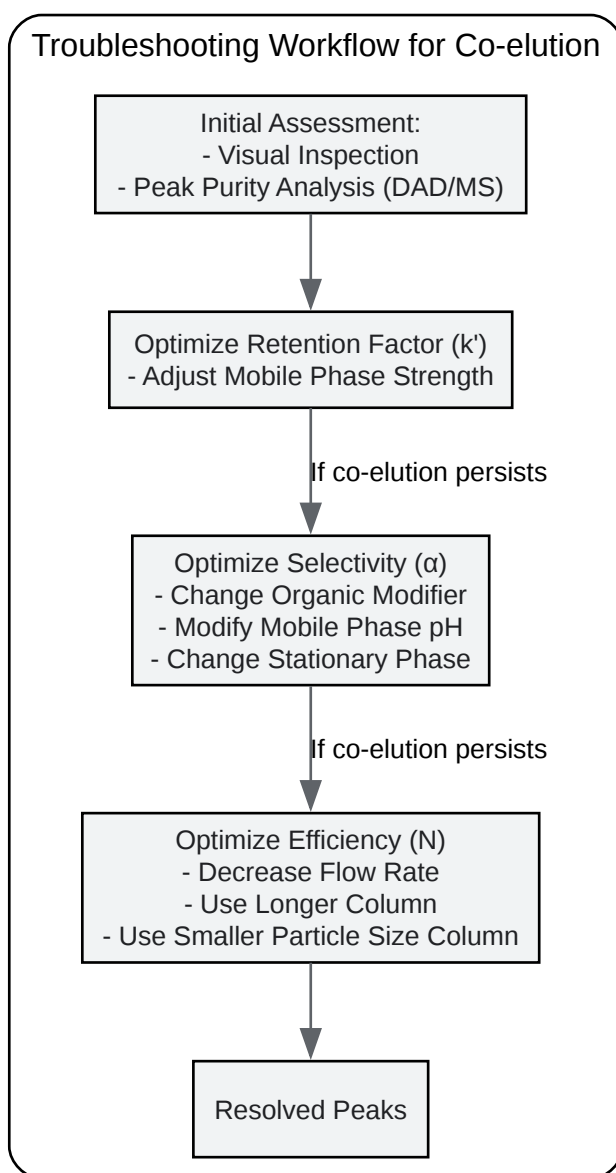 Troubleshooting Workflow for Co-elution
Initial Assessment:
- Visual Inspection
- Peak Purity Analysis (DAD/MS)
Optimize Retention Factor (k')
- Adjust Mobile Phase Strength
If co-elution persists
Optimize Selectivity (α)
- Change Organic Modifier
- Modify Mobile Phase pH
- Change Stationary Phase
If co-elution persists
Optimize Efficiency (N)
- Decrease Flow Rate
- Use Longer Column
- Use Smaller Particle Size Column
Resolved Peaks